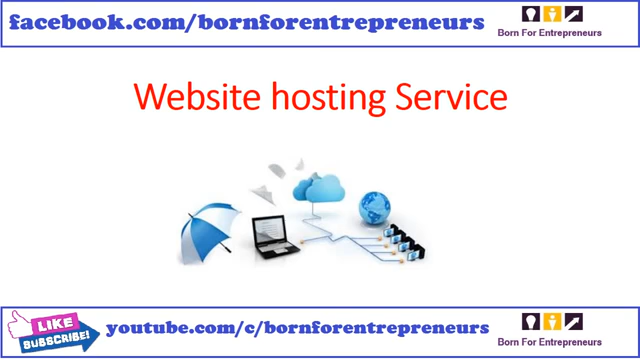 facebook.com/bornforentrepreneurs
Born For Entrepreneurs
Website hosting Service
LIKE
SUBSCRIBE!
youtube.com/c/bornforentrepreneurs
Born For Entrepreneurs